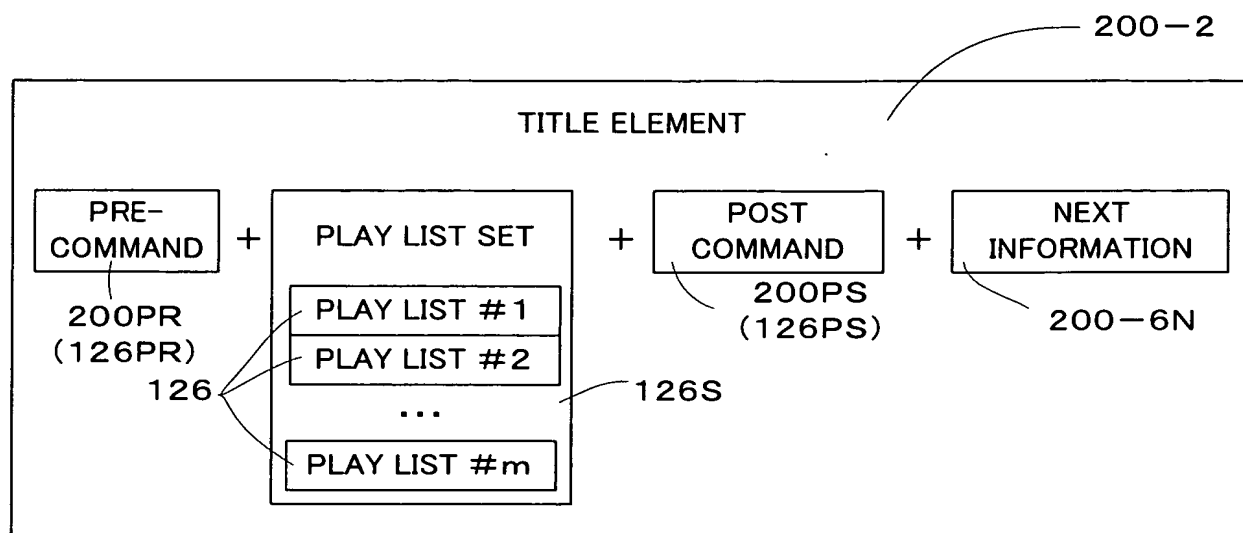 200-2
TITLE ELEMENT
PRE-
COMMAND
+
PLAY LIST SET
+
POST
COMMAND
+
NEXT
INFORMATION
200PR
(126PR)
PLAY LIST #1
PLAY LIST #2
...
PLAY LIST #m
126
126S
200PS
(126PS)
200-6N